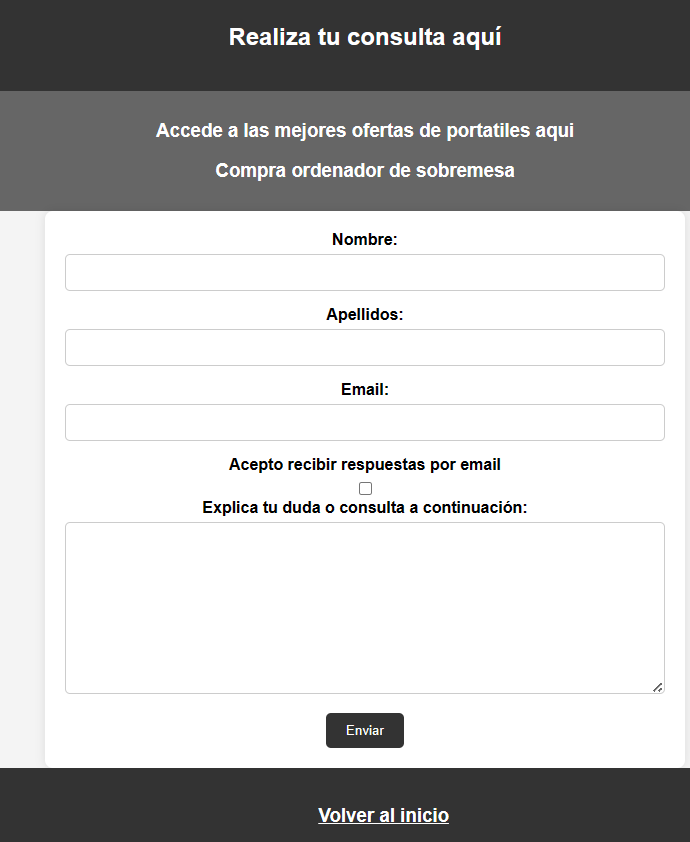 Realiza tu consulta aquí
Accede a las mejores ofertas de portatiles aqui
Compra ordenador de sobremesa
Nombre:
Apellidos:
Email:
Acepto recibir respuestas por email
Explica tu duda o consulta a continuación:
Enviar
Volver al inicio